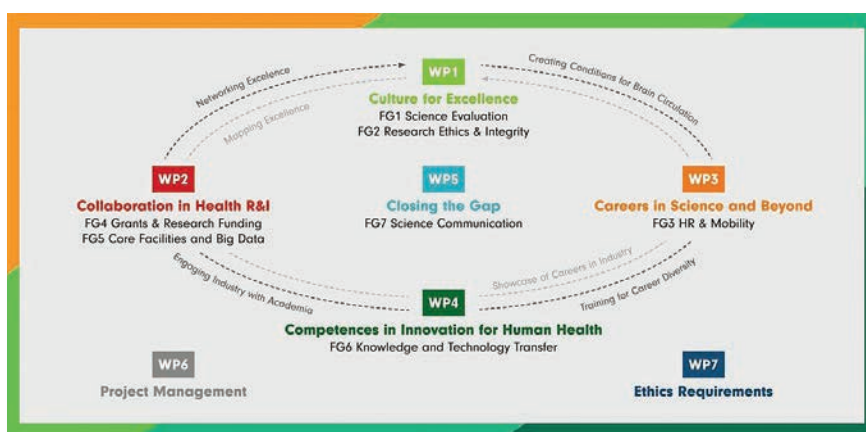 WP1
Culture for Excellence
FG1 Science Evaluation
FG2 Research Ethics & Integrity
Networking Excelence
Mapping Excellence
Creating Conditions for Brain Circulation
WP2
Collaboration in Health R&I
FG4 Grants & Research Funding
FG5 Core Facilities and Big Data
WP5
Closing the Gap
FG7 Science Communication
WP3
Careers in Science and Beyond
FG3 HR & Mobility
Engaging Industry with Academia
Showcase of Careers in Industry
Training for Career Diversity
WP4
Competences in Innovation for Human Health
FG6 Knowledge and Technology Transfer
WP6
Project Management
WP7
Ethics Requirements